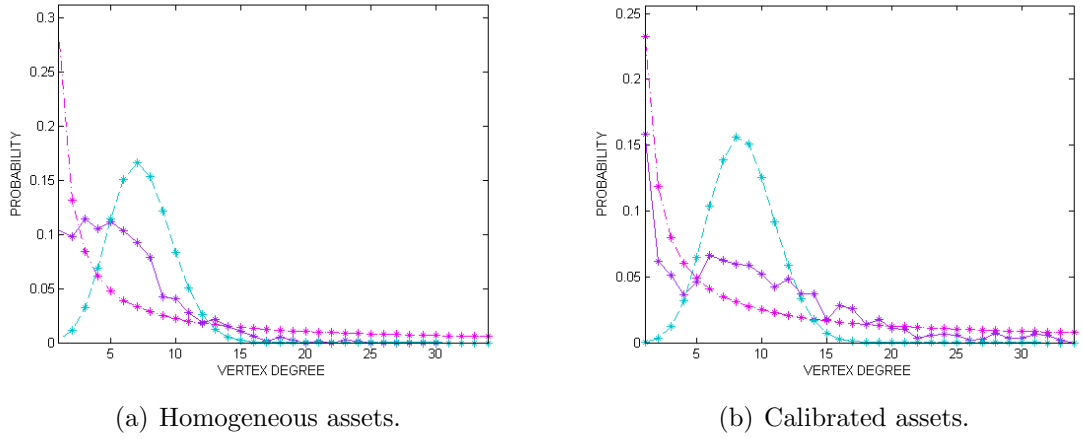 0.3
0.25
0.2
0.15
0.1
0.05
0
PROBABILITY
5 10 15 20 25 30
VERTEX DEGREE
(a) Homogeneous assets.
0.25
0.2
0.15
0.1
0.05
0
PROBABILITY
5 10 15 20 25 30
VERTEX DEGREE
(b) Calibrated assets.